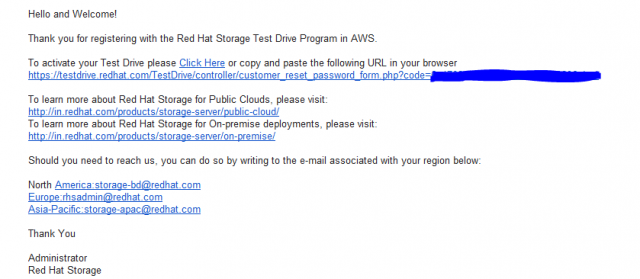 Hello and Welcome!
Thank you for registering with the Red Hat Storage Test Drive Program in AWS.
To activate your Test Drive please Click Here or copy and paste the following URL in your browser
https://testdrive.redhat.com/TestDrive/controller/customer_reset_password_form.php?code=
To learn more about Red Hat Storage for Public Clouds, please visit:
http://in.redhat.com/products/storage-server/public-cloud/
To learn more about Red Hat Storage for On-premise deployments, please visit:
http://in.redhat.com/products/storage-server/on-premise/
Should you need to reach us, you can do so by writing to the e-mail associated with your region below:
North America:storage-bd@redhat.com
Europe:rhsadmin@redhat.com
Asia-Pacific:storage-apac@redhat.com
Thank You
Administrator
Red Hat Storage